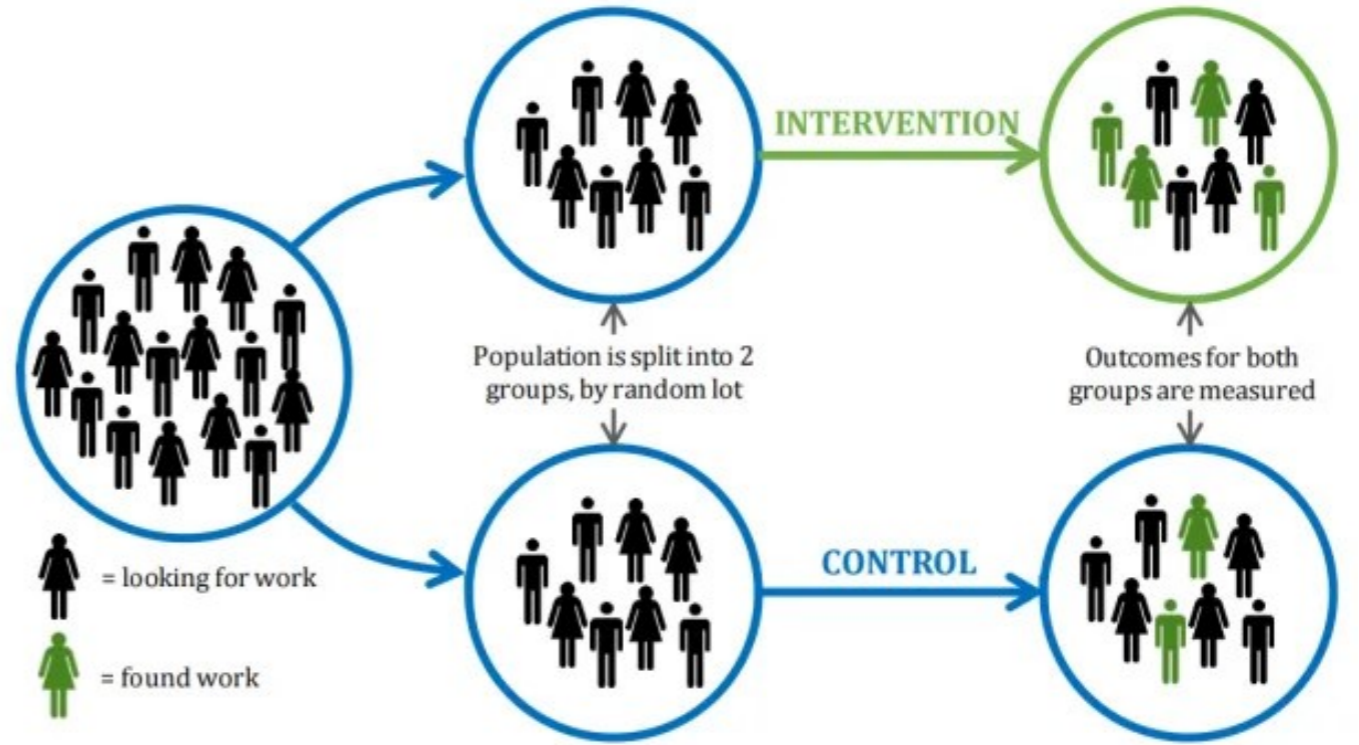 INTERVENTION
Population is split into 2
groups, by random lot
Outcomes for both
groups are measured
CONTROL
= looking for work
= found work